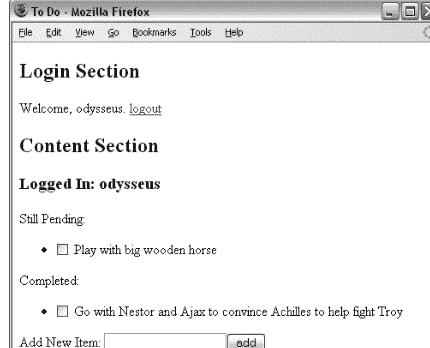 To Do - Mozilla Firefox
File Edit View Go Bookmarks Tools Help
Login Section
Welcome, odysseus. logout
Content Section
Logged In: odysseus
Still Pending:
Play with big wooden horse
Completed:
Go with Nestor and Ajax to convince Achilles to help fight Troy
Add New Item: add